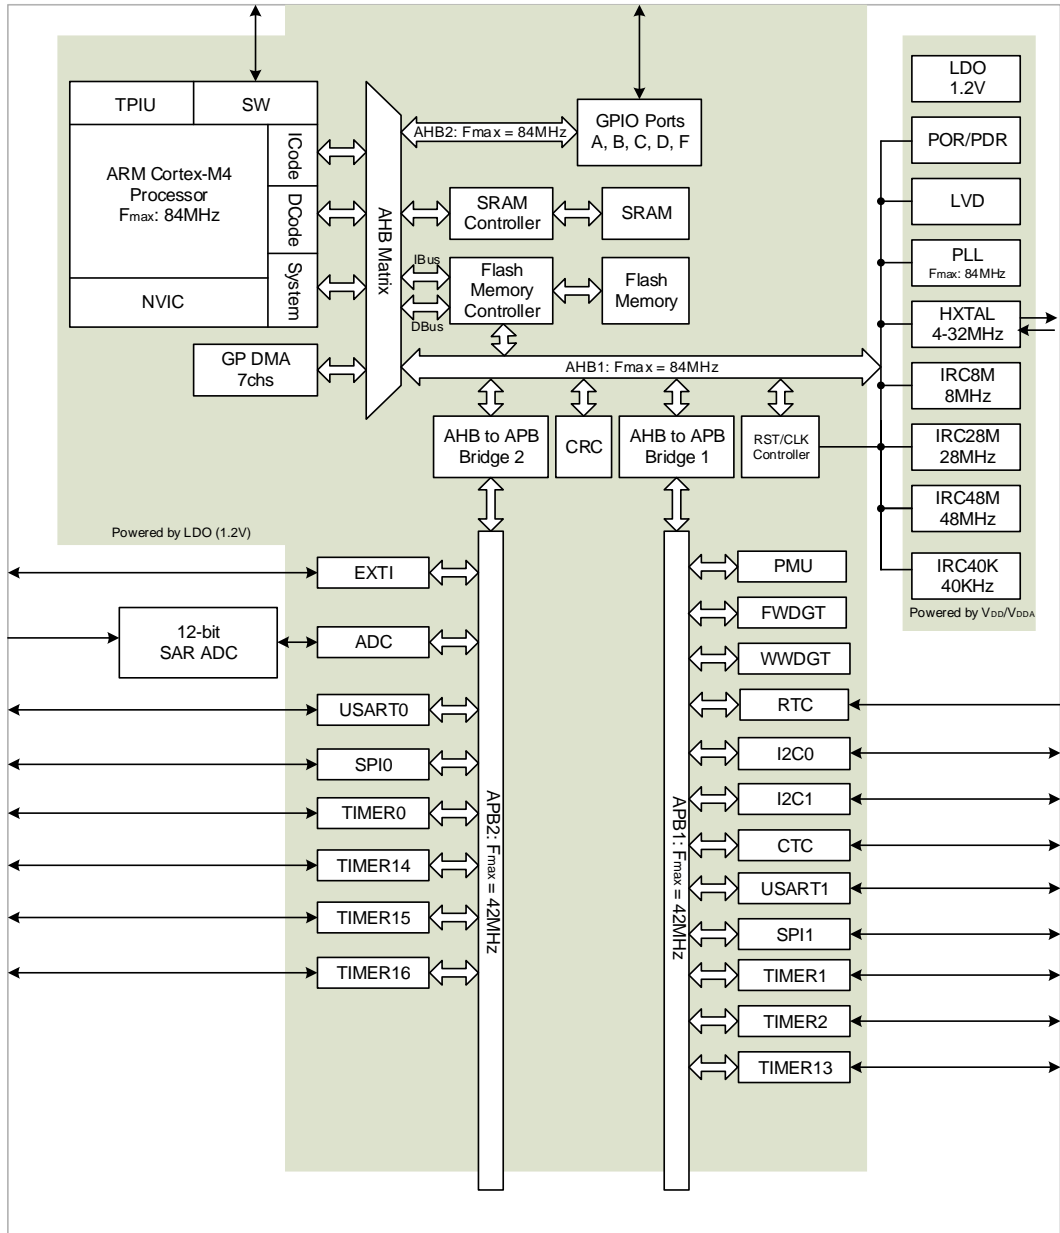 TPIU
SW
ARM Cortex-M4
Processor
Fmax: 84MHz
ICode
DCode
System
NVIC
GP DMA
7chs
AHB Matrix
AHB2: Fmax = 84MHz
GPIO Ports
A, B, C, D, F
SRAM
Controller
SRAM
IBus
DBus
Flash
Memory
Controller
Flash
Memory
AHB1: Fmax = 84MHz
AHB to APB
Bridge 2
CRC
AHB to APB
Bridge 1
RST/CLK
Controller
LDO
1.2V
POR/PDR
LVD
PLL
Fmax: 84MHz
HXTAL
4-32MHz
IRC8M
8MHz
IRC28M
28MHz
IRC48M
48MHz
IRC40K
40KHz
Powered by VDD/VDDA
Powered by LDO (1.2V)
EXTI
12-bit
SAR ADC
ADC
USART0
SPI0
TIMER0
TIMER14
TIMER15
TIMER16
APB2: Fmax = 42MHz
APB1: Fmax = 42MHz
PMU
FWDGT
WWDGT
RTC
I2C0
I2C1
CTC
USART1
SPI1
TIMER1
TIMER2
TIMER13